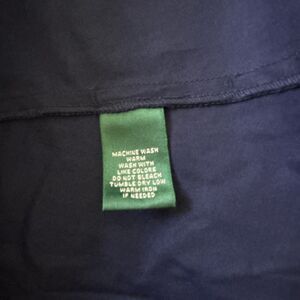 MACHINE WASH
WARM
WASH WITH
LIKE COLORS
DO NOT BLEACH
TUMBLE DRY LOW
WARM IRON
IF NEEDED